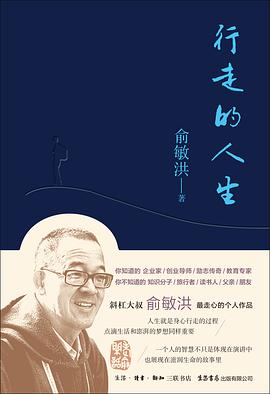 行走的人生
俞敏洪——著
你知道的 企业家/创业导师/励志传奇/教育专家
你不知道的 知识分子/旅行者/读书人/父亲/朋友
斜杠大叔 俞敏洪 最走心的个人作品
人生就是身心行走的过程
点滴生活和澎湃的梦想同样重要
一个人的智慧不只是体现在演讲中
也展现在滋润生命的故事里
生活·讀書·新知 三联书店 生活書店出版有限公司